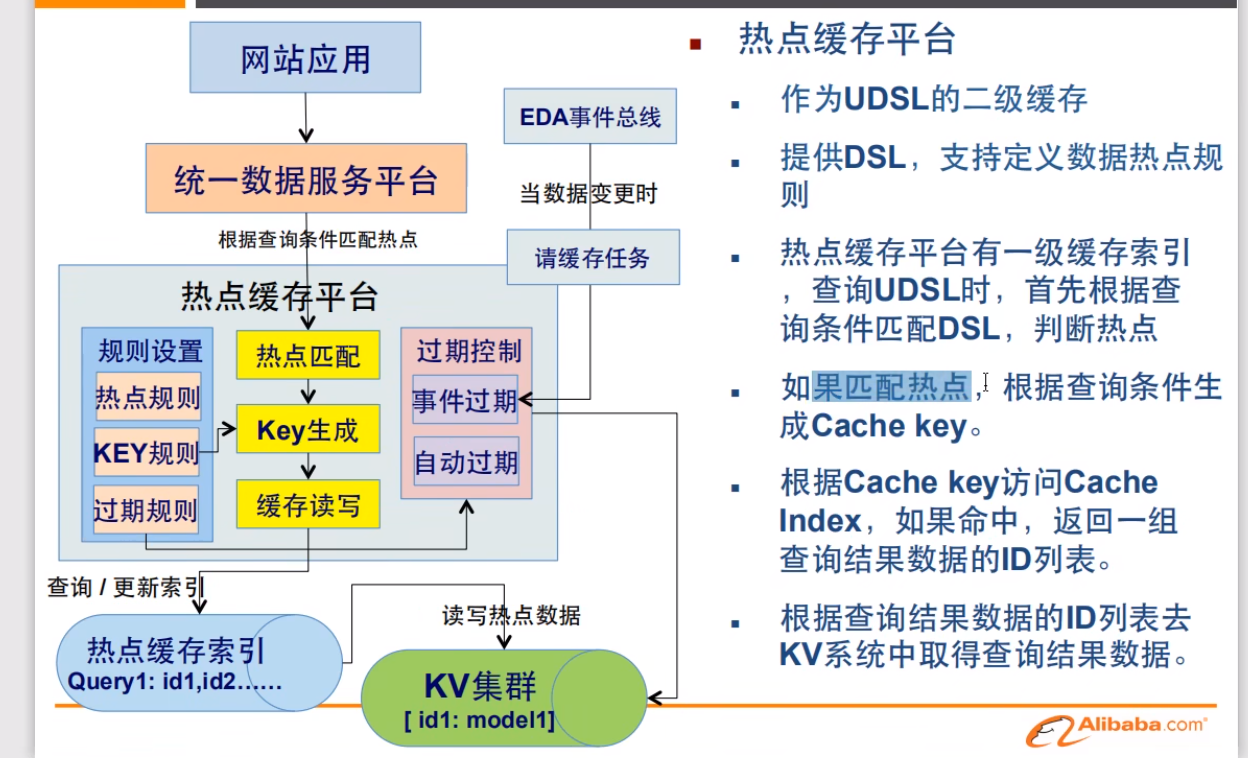 网站应用
EDA事件总线
统一数据服务平台
当数据变更时
根据查询条件匹配热点
请缓存任务
热点缓存平台
规则设置
热点规则
KEY规则
过期规则
热点匹配
Key生成
缓存读写
过期控制
事件过期
自动过期
查询 / 更新索引
热点缓存索引
Query1: id1,id2……
读写热点数据
KV集群
[ id1: model1]
热点缓存平台
作为UDSL的二级缓存
提供DSL，支持定义数据热点规
则
热点缓存平台有一级缓存索引
，查询UDSL时，首先根据查
询条件匹配DSL，判断热点
如果匹配热点，根据查询条件生
成Cache key。
根据Cache key访问Cache
Index，如果命中，返回一组
查询结果数据的ID列表。
根据查询结果数据的ID列表去
KV系统中取得查询结果数据。
Alibaba.com®